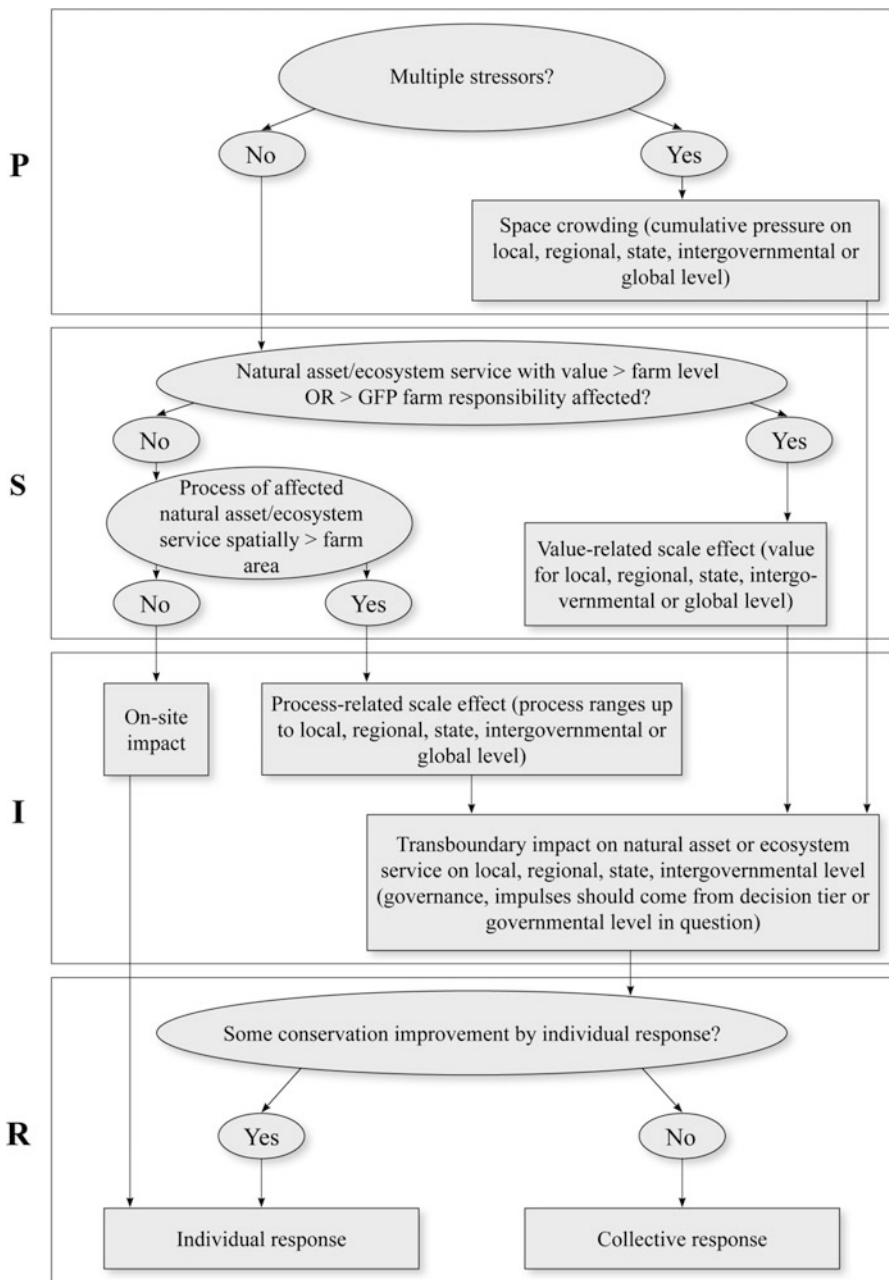 P
Multiple stressors?
No
Yes
Space crowding (cumulative pressure on
local, regional, state, intergovernmental or
global level)
S
Natural asset/ecosystem service with value > farm level
OR > GFP farm responsibility affected?
No
Yes
Process of affected
natural asset/ecosystem
service spatially > farm
area
Value-related scale effect (value
for local, regional, state, intergo-
vernmental or global level)
No
Yes
I
On-site
impact
Process-related scale effect (process ranges up
to local, regional, state, intergovernmental or
global level)
Transboundary impact on natural asset or ecosystem
service on local, regional, state, intergovernmental level
(governance, impulses should come from decision tier or
governmental level in question)
R
Some conservation improvement by individual response?
Yes
No
Individual response
Collective response